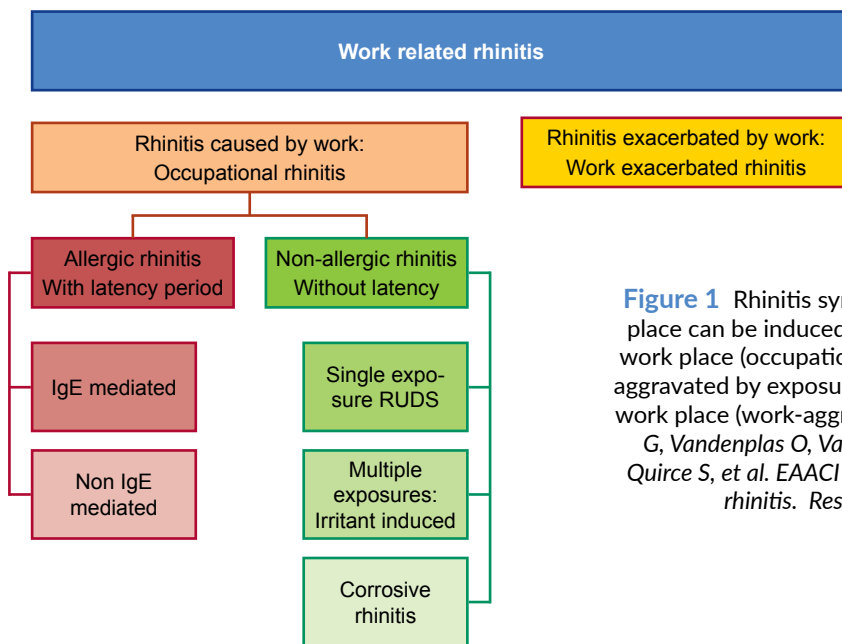 Work related rhinitis
Rhinitis caused by work:
Occupational rhinitis
Rhinitis exacerbated by work:
Work exacerbated rhinitis
Allergic rhinitis
With latency period
Non-allergic rhinitis
Without latency
IgE mediated
Single expo-
sure RUDS
Non IgE
mediated
Multiple
exposures:
Irritant induced
Corrosive
rhinitis
Figure 1 Rhinitis sy
place can be induced
work place (occupatio
aggravated by exposu
work place (work-aggr
G, Vandenplas O, Va
Quirce S, et al. EAACI
rhinitis. Res